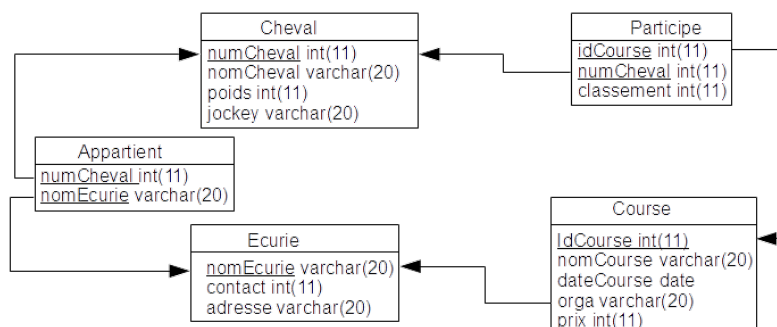 Cheval
numCheval int(11)
nomCheval varchar(20)
poids int(11)
jockey varchar(20)
Participe
idCourse int(11)
numCheval int(11)
classement int(11)
Appartient
numCheval int(11)
nomEcurie varchar(20)
Ecurie
nomEcurie varchar(20)
contact int(11)
adresse varchar(20)
Course
IdCourse int(11)
nomCourse varchar(20)
dateCourse date
orga varchar(20)
prix int(11)